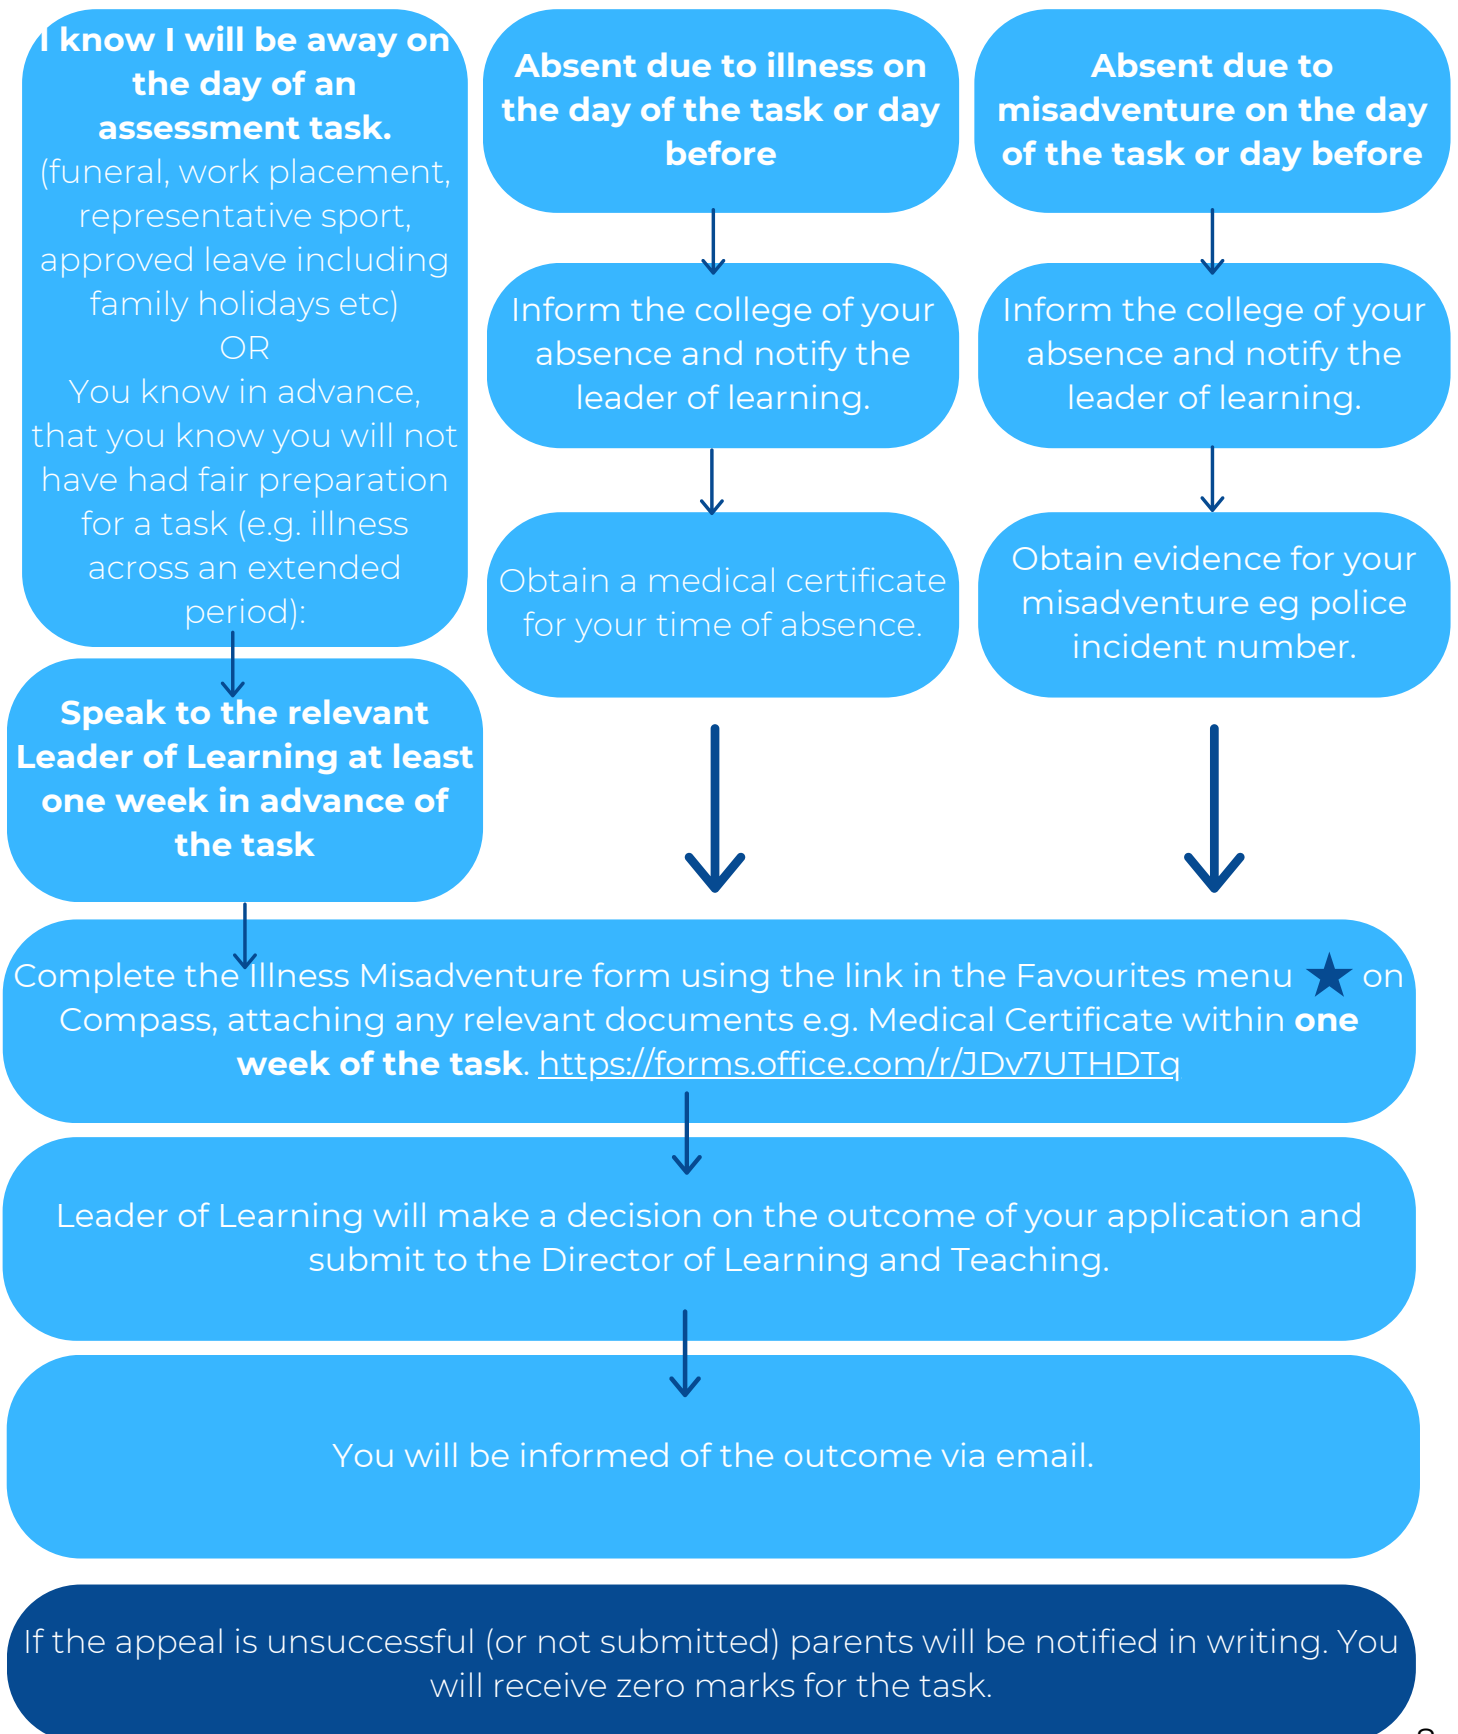 I know I will be away on
the day of an
assessment task.
(funeral, work placement,
representative sport,
approved leave including
family holidays etc)
OR
You know in advance,
that you know you will not
have had fair preparation
for a task (e.g. illness
across an extended
period):
Speak to the relevant
Leader of Learning at least
one week in advance of
the task
Absent due to illness on
the day of the task or day
before
Inform the college of your
absence and notify the
leader of learning.
Obtain a medical certificate
for your time of absence.
Absent due to
misadventure on the day
of the task or day before
Inform the college of your
absence and notify the
leader of learning.
Obtain evidence for your
misadventure eg police
incident number.
Complete the Illness Misadventure form using the link in the Favourites menu ★ on
Compass, attaching any relevant documents e.g. Medical Certificate within one
week of the task. https://forms.office.com/r/JDv7UTHDTq
Leader of Learning will make a decision on the outcome of your application and
submit to the Director of Learning and Teaching.
You will be informed of the outcome via email.
If the appeal is unsuccessful (or not submitted) parents will be notified in writing. You
will receive zero marks for the task.